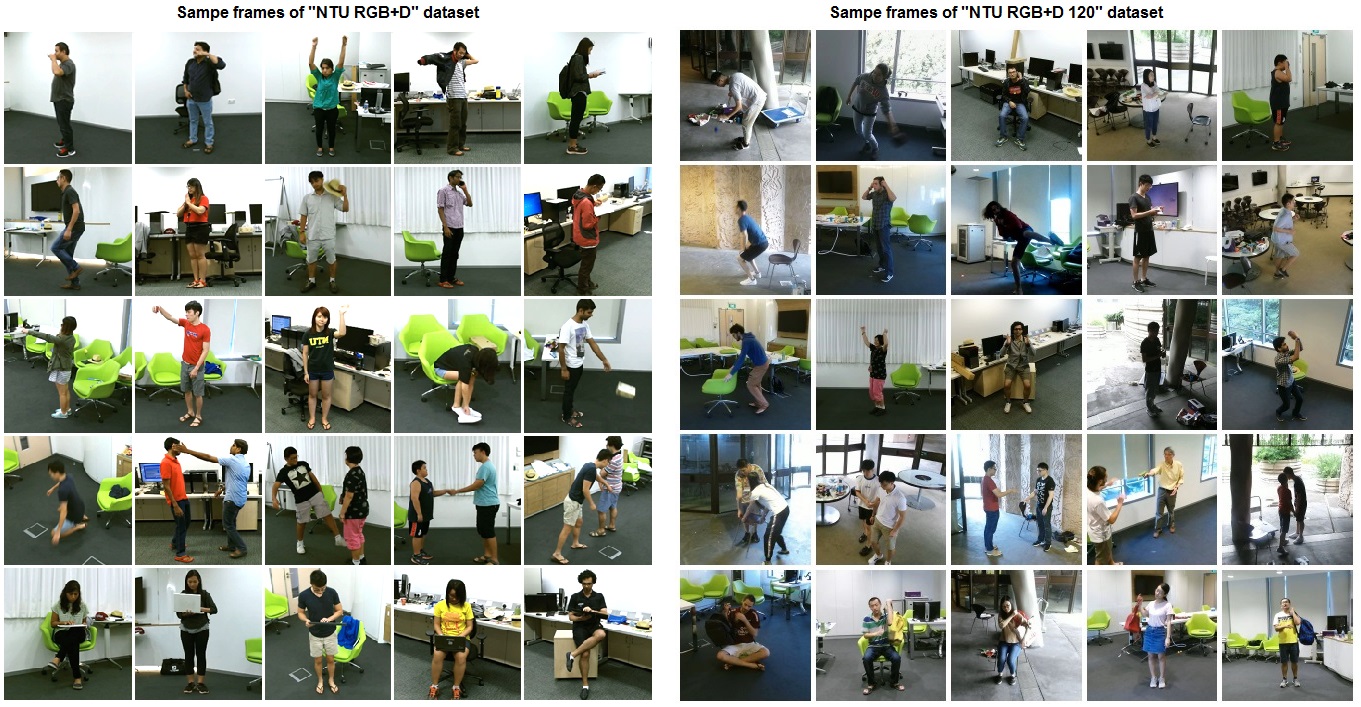 Sampe frames of "NTU RGB+D" dataset
Sampe frames of "NTU RGB+D 120" dataset
UTM